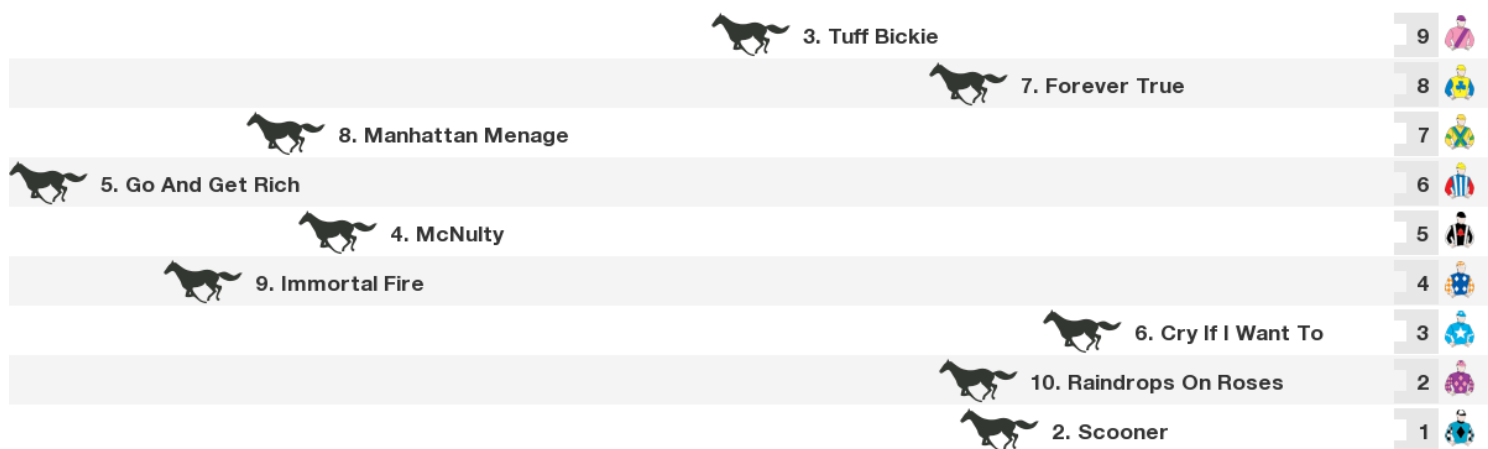 3. Tuff Bickie 9
7. Forever True 8
8. Manhattan Menage 7
5. Go And Get Rich 6
4. McNulty 5
9. Immortal Fire 4
6. Cry If I Want To 3
10. Raindrops On Roses 2
2. Scooner 1